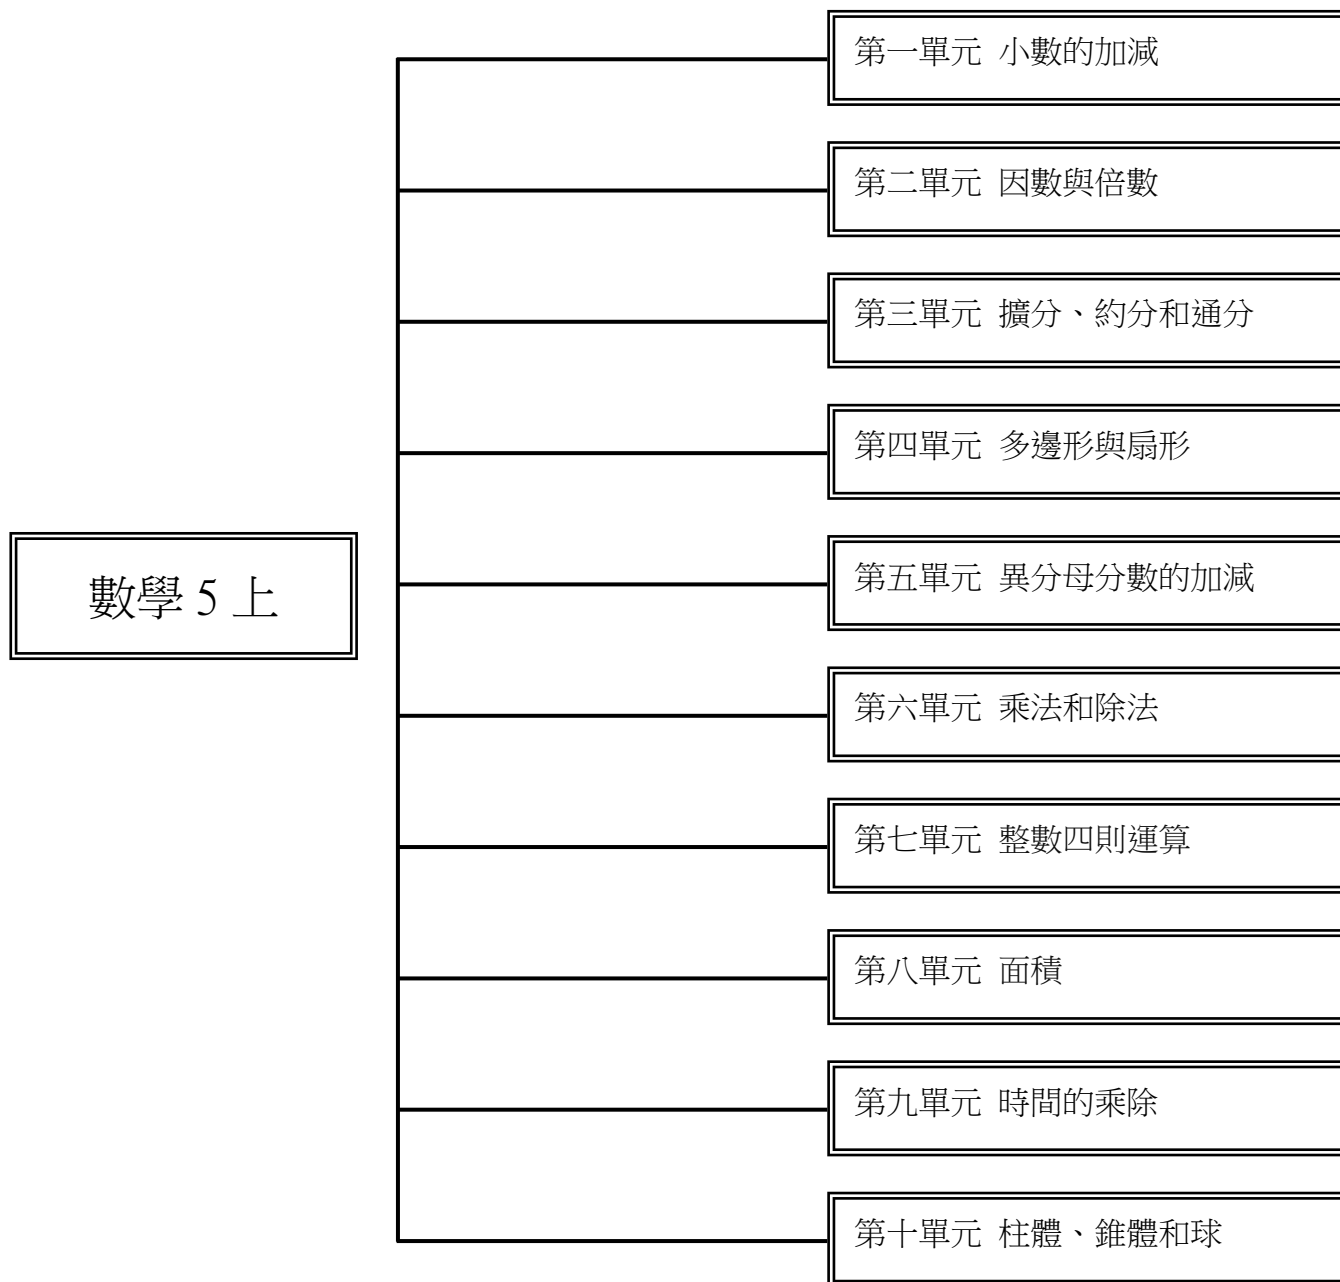 第一單元 小數的加減
第二單元 因數與倍數
第三單元 擴分、約分和通分
第四單元 多邊形與扇形
第五單元 異分母分數的加減
數學 5 上
第六單元 乘法和除法
第七單元 整數四則運算
第八單元 面積
第九單元 時間的乘除
第十單元 柱體、錐體和球